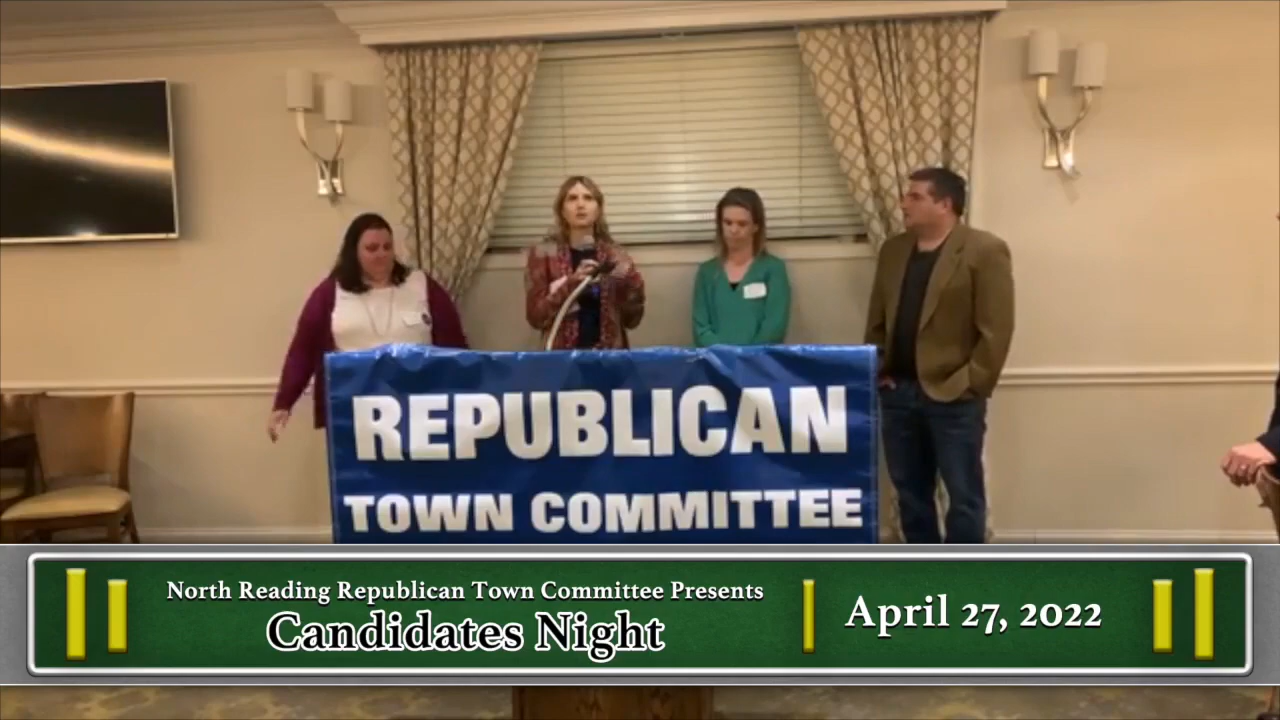 REPUBLICAN
TOWN COMMITTEE
North Reading Republican Town Committee Presents
Candidates Night
April 27, 2022